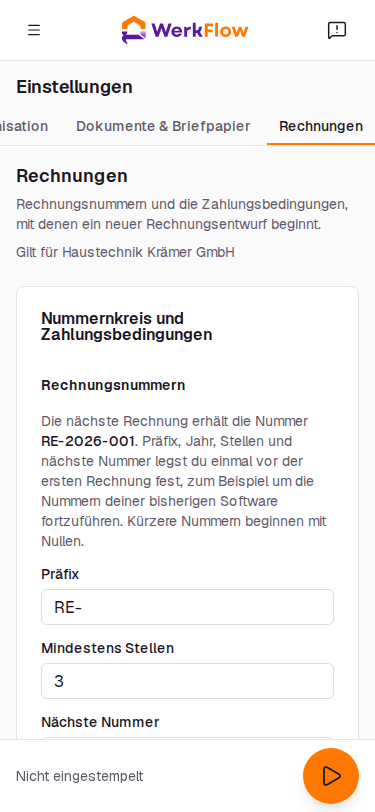 WerkFlow
Einstellungen
nisation Dokumente & Briefpapier Rechnungen
Rechnungen
Rechnungsnummern und die Zahlungsbedingungen,
mit denen ein neuer Rechnungsentwurf beginnt.
Gilt für Haustechnik Krämer GmbH
Nummernkreis und
Zahlungsbedingungen
Rechnungsnummern
Die nächste Rechnung erhält die Nummer
RE-2026-001. Präfix, Jahr, Stellen und
nächste Nummer legst du einmal vor der
ersten Rechnung fest, zum Beispiel um die
Nummern deiner bisherigen Software
fortzuführen. Kürzere Nummern beginnen mit
Nullen.
Präfix
RE-
Mindestens Stellen
3
Nächste Nummer
Nicht eingestempelt